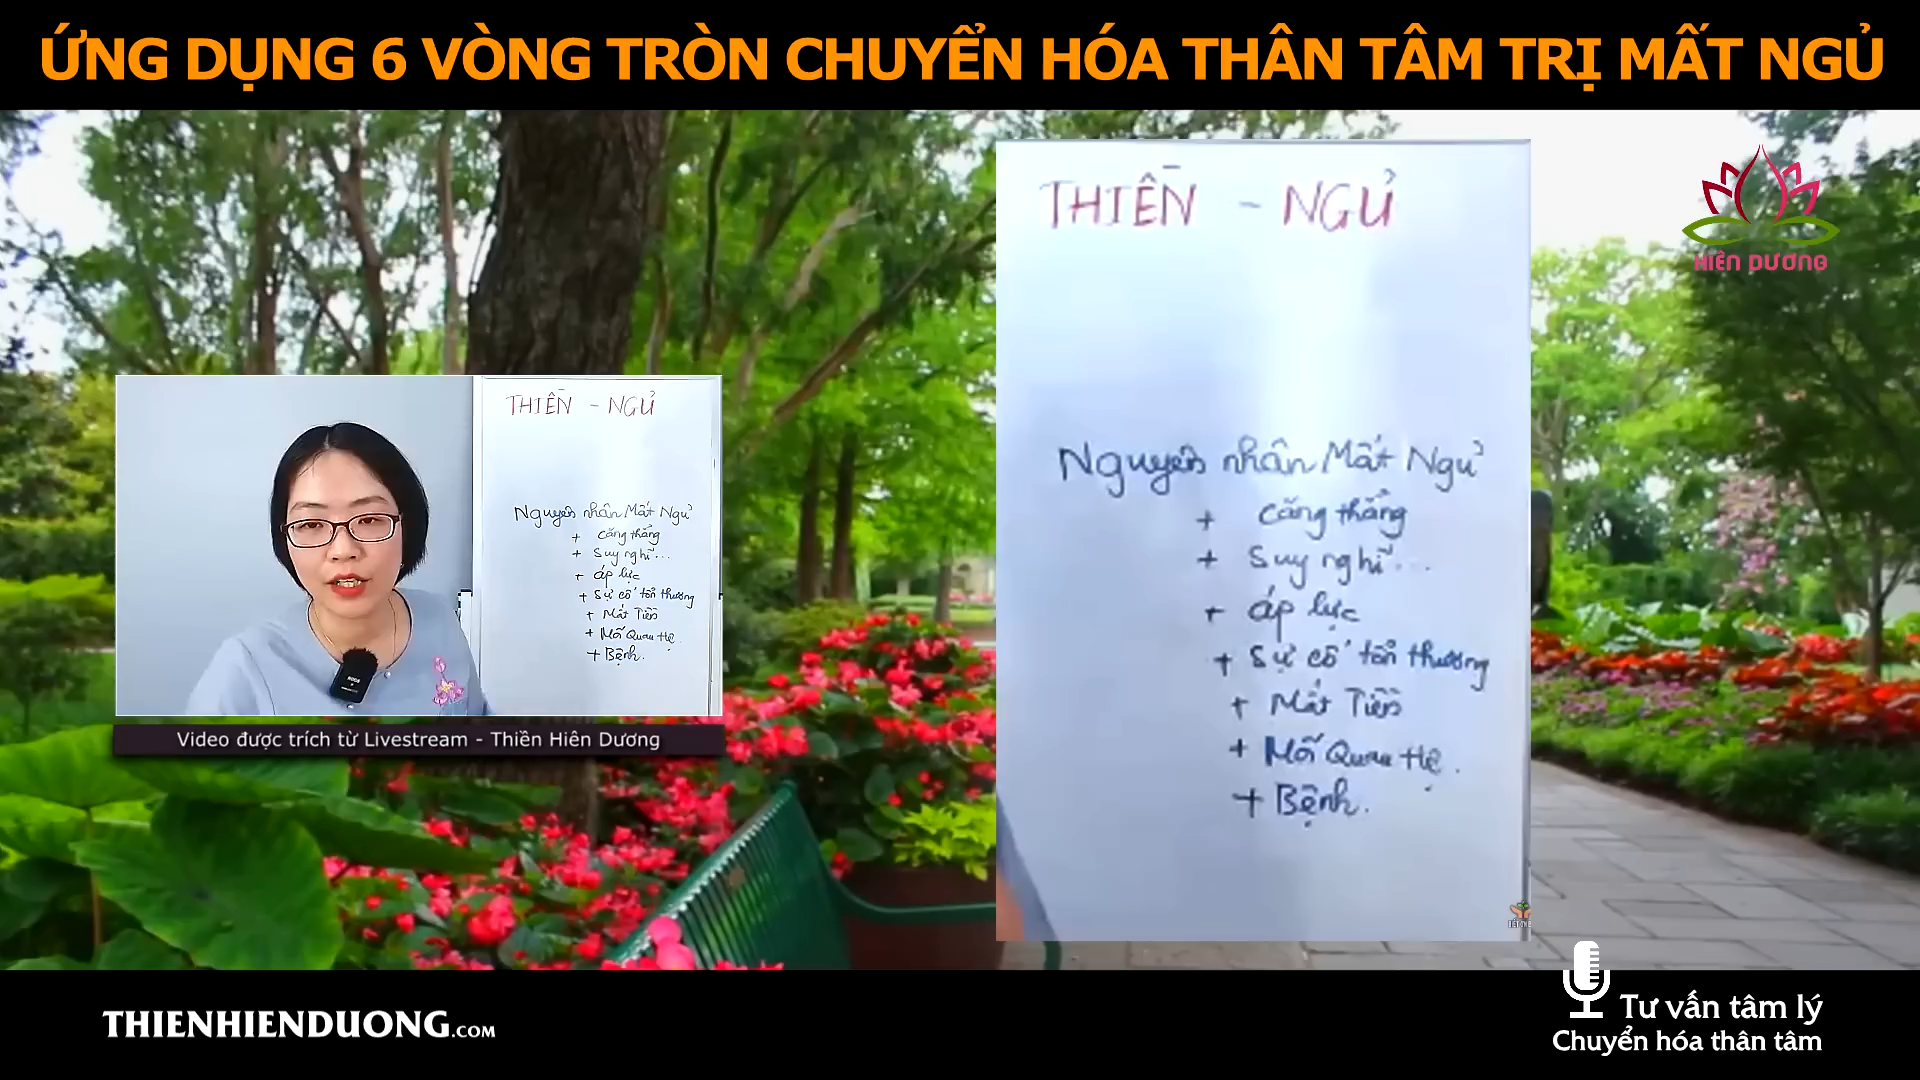 ỨNG DỤNG 6 VÒNG TRÒN CHUYỂN HÓA THÂN TÂM TRỊ MẤT NGỦ
HIÊN DƯƠNG
THIỀN - NGỦ
Nguyên nhân Mất Ngủ
+ Căng thẳng
+ Suy nghĩ...
+ áp lực
+ Sự cố tổn thương
+ Mất Tiền
+ Mối Quan Hệ.
+ Bệnh.
THIỀN - NGỦ
Nguyên nhân Mất Ngủ
+ Căng thẳng
+ Suy nghĩ...
+ áp lực
+ Sự cố tổn thương
+ Mất Tiền
+ Mối Quan Hệ.
+ Bệnh.
Video được trích từ Livestream - Thiền Hiên Dương
THIENHIENDUONG.COM
Tư vấn tâm lý
Chuyển hóa thân tâm